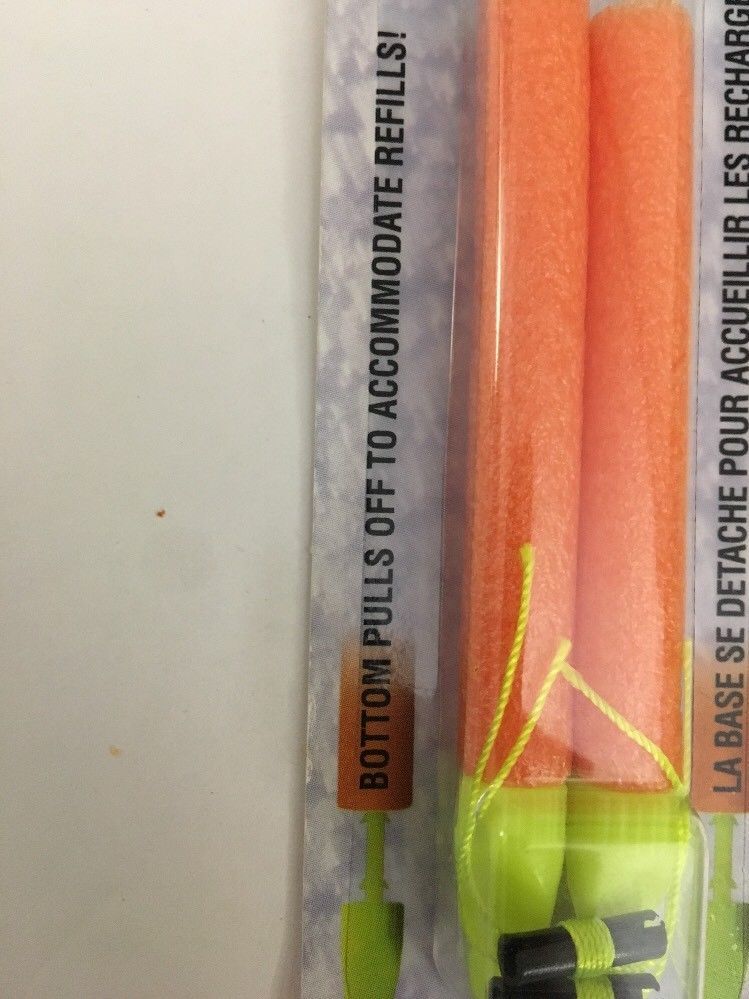 BOTTOM PULLS OFF TO ACCOMMODATE REFILLS!
LA BASE SE DETACHE POUR ACCUEILLIR LES